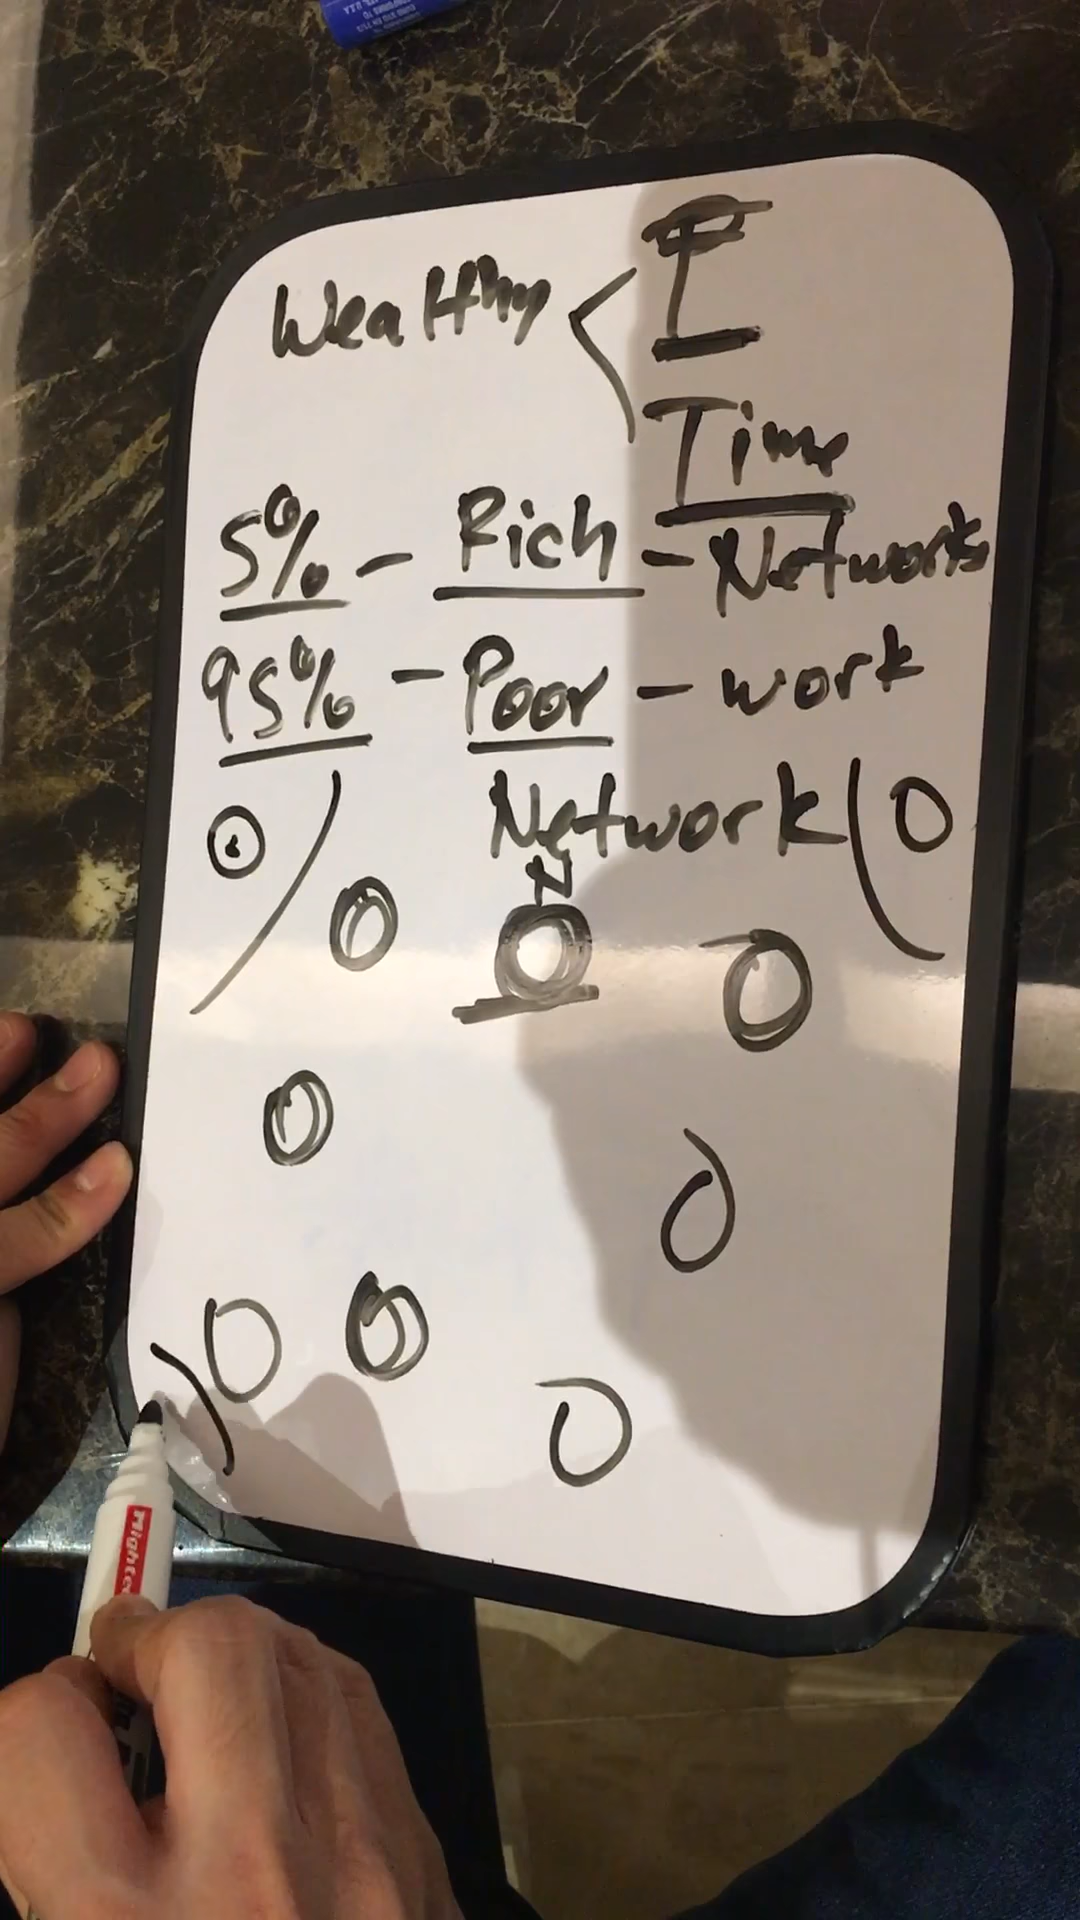 Wealthy
Time
5% - Rich - Networks
95% - Poor - work
Network
N